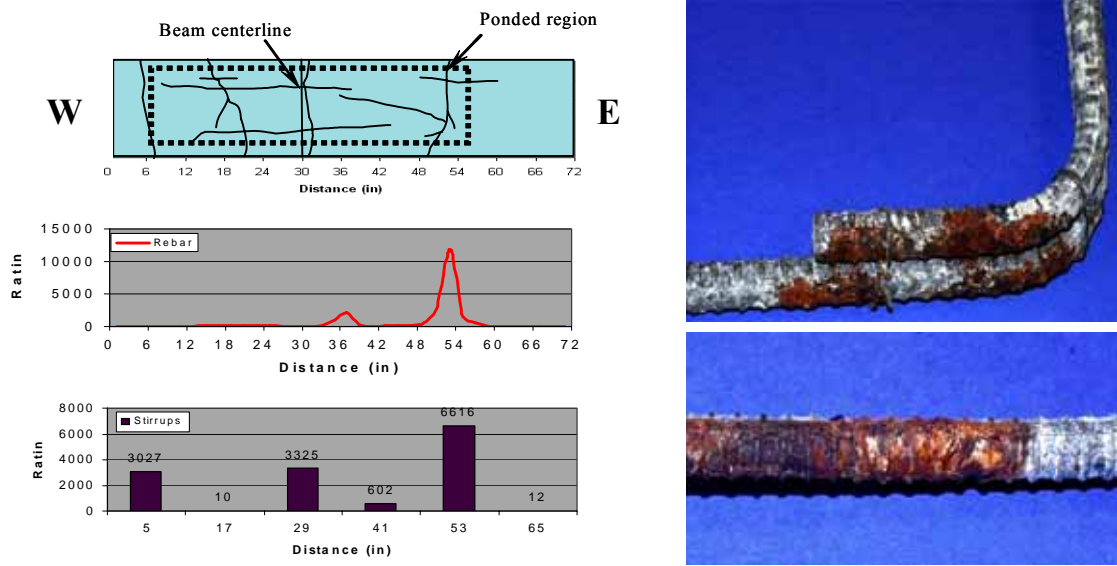 Beam centerline
Ponded region
W
E
0 6 12 18 24 30 36 42 48 54 60 66 72
Distance (in)
15000
10000
5000
0
Ratin
Rebar
0 6 12 18 24 30 36 42 48 54 60 66 72
Distance (in)
8000
6000
4000
2000
0
Ratin
Stirrups
3027
10
3325
602
6616
12
5 17 29 41 53 65
Distance (in)